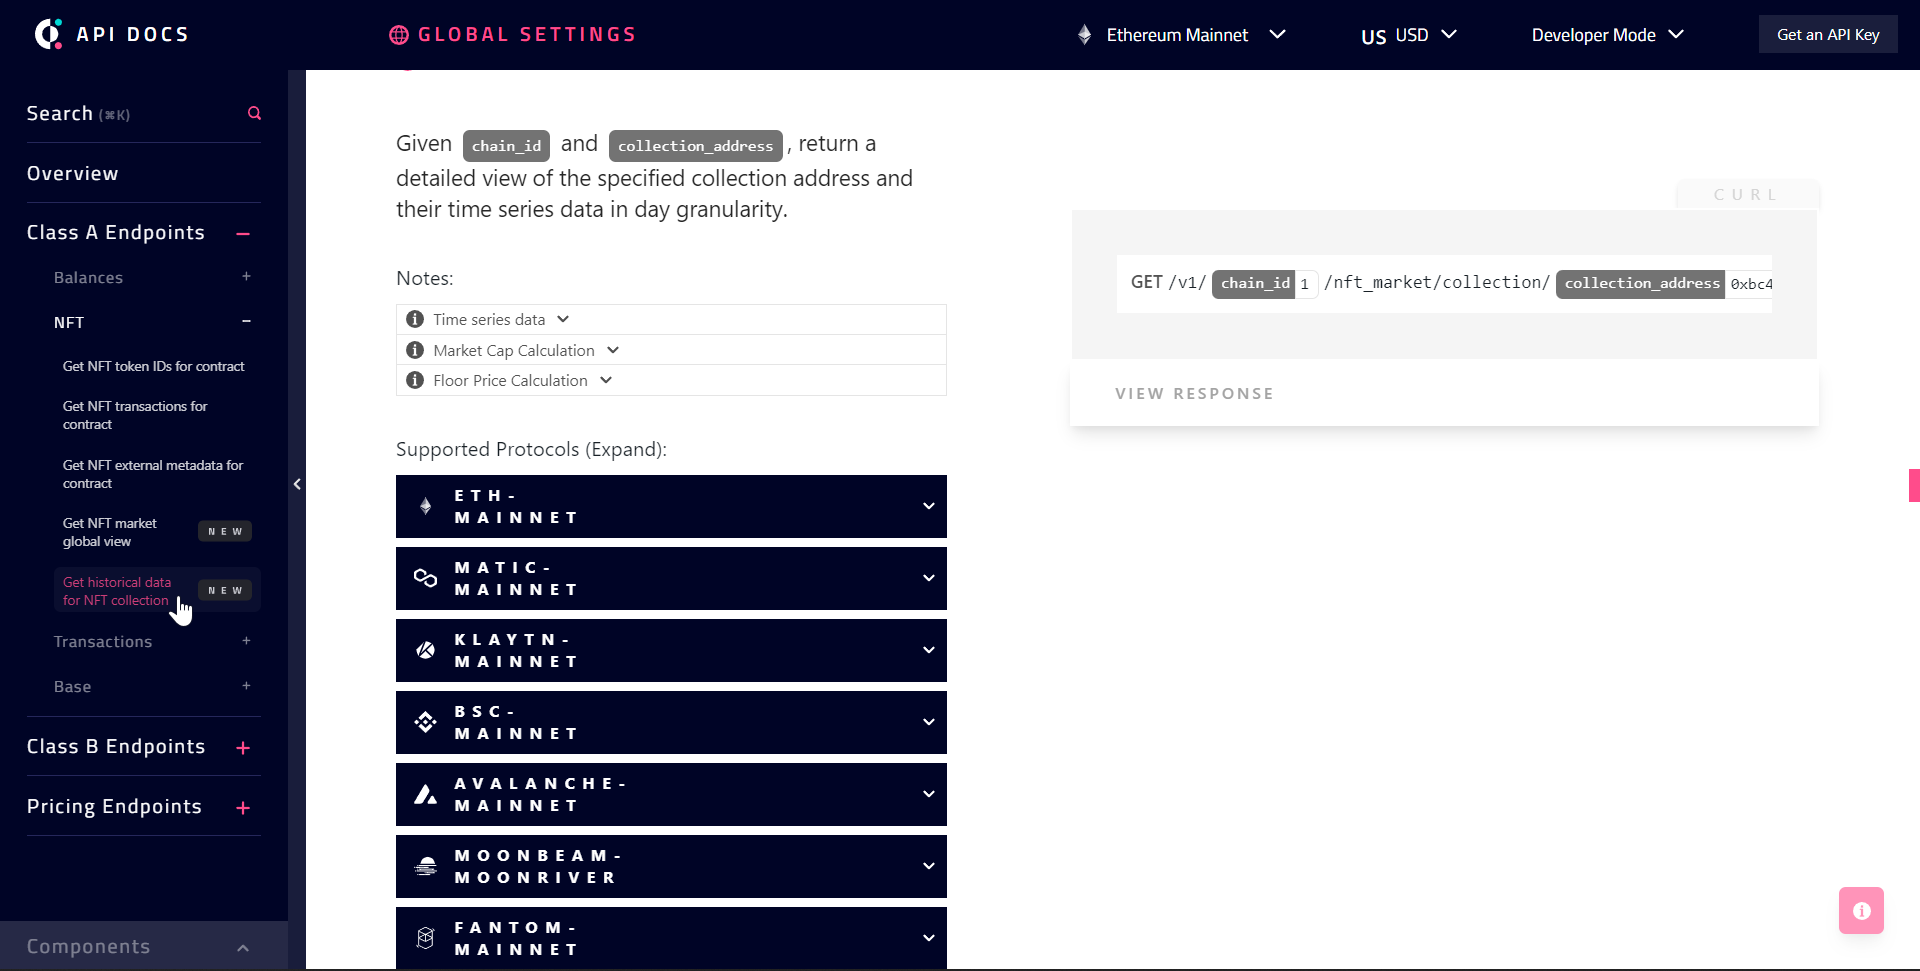 API DOCS
GLOBAL SETTINGS
Ethereum Mainnet
US USD
Developer Mode
Get an API Key
Search (⌘K)
Overview
Class A Endpoints
Balances
NFT
Get NFT token IDs for contract
Get NFT transactions for
contract
Get NFT external metadata for
contract
Get NFT market
global view
NEW
Get historical data
for NFT collection
NEW
Transactions
Base
Class B Endpoints
Pricing Endpoints
Components
Given chain_id and collection_address, return a
detailed view of the specified collection address and
their time series data in day granularity.
Notes:
Time series data
Market Cap Calculation
Floor Price Calculation
Supported Protocols (Expand):
ETH-
MAINNET
MATIC-
MAINNET
KLAYTN-
MAINNET
BSC-
MAINNET
AVALANCHE-
MAINNET
MOONBEAM-
MOONRIVER
FANTOM-
MAINNET
CURL
GET /v1/ chain_id 1 /nft_market/collection/ collection_address 0xbc4
VIEW RESPONSE